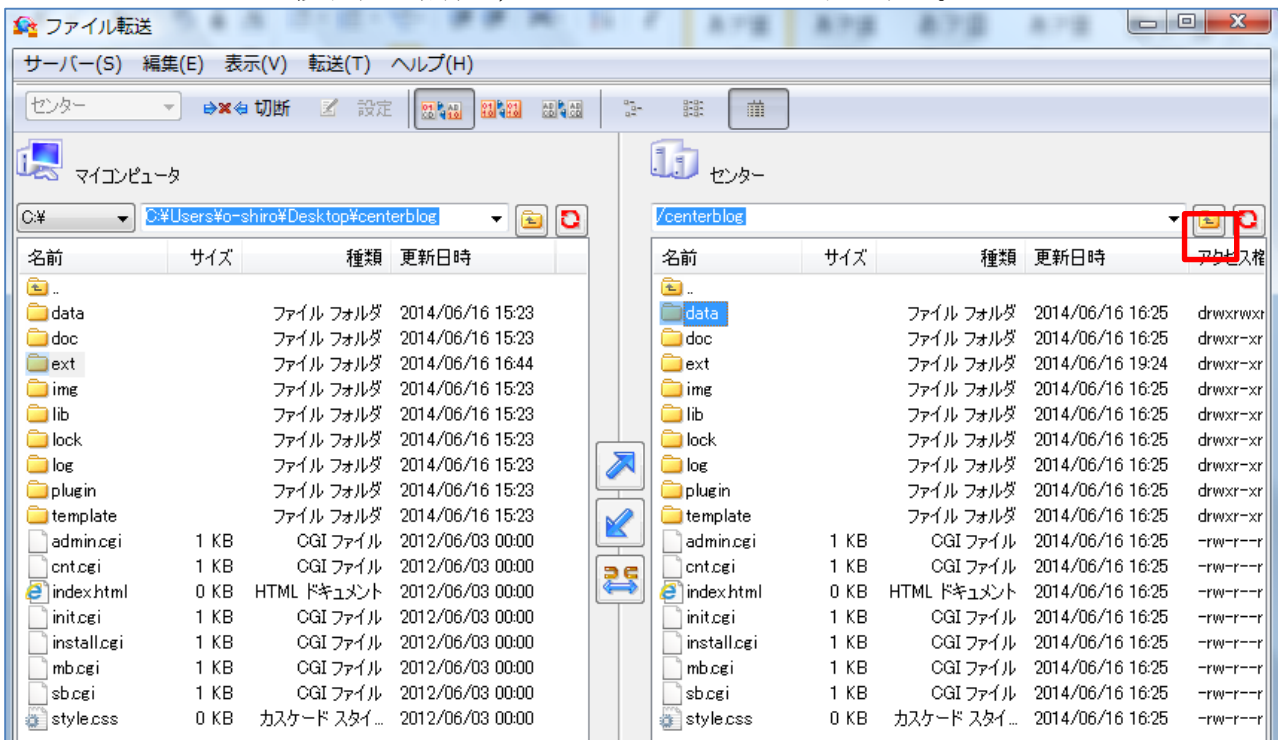 ファイル転送
サーバー(S) 編集(E) 表示(V) 転送(T) ヘルプ(H)
センター 切断 設定
マイコンピュータ センター
C:¥ C:¥Users¥o-shiro¥Desktop¥centerblog /centerblog
名前 サイズ 種類 更新日時 名前 サイズ 種類 更新日時 アクセス権
.. ..
data ファイル フォルダ 2014/06/16 15:23 data ファイル フォルダ 2014/06/16 16:25 drwxrwxr
doc ファイル フォルダ 2014/06/16 15:23 doc ファイル フォルダ 2014/06/16 16:25 drwxr-xr
ext ファイル フォルダ 2014/06/16 16:44 ext ファイル フォルダ 2014/06/16 19:24 drwxr-xr
img ファイル フォルダ 2014/06/16 15:23 img ファイル フォルダ 2014/06/16 16:25 drwxr-xr
lib ファイル フォルダ 2014/06/16 15:23 lib ファイル フォルダ 2014/06/16 16:25 drwxr-xr
lock ファイル フォルダ 2014/06/16 15:23 lock ファイル フォルダ 2014/06/16 16:25 drwxr-xr
log ファイル フォルダ 2014/06/16 15:23 log ファイル フォルダ 2014/06/16 16:25 drwxr-xr
plugin ファイル フォルダ 2014/06/16 15:23 plugin ファイル フォルダ 2014/06/16 16:25 drwxr-xr
template ファイル フォルダ 2014/06/16 15:23 template ファイル フォルダ 2014/06/16 16:25 drwxr-xr
admin.cgi 1 KB CGI ファイル 2012/06/03 00:00 admin.cgi 1 KB CGI ファイル 2014/06/16 16:25 -rw-r--r
cnt.cgi 1 KB CGI ファイル 2012/06/03 00:00 cnt.cgi 1 KB CGI ファイル 2014/06/16 16:25 -rw-r--r
index.html 0 KB HTML ドキュメント 2012/06/03 00:00 index.html 0 KB HTML ドキュメント 2014/06/16 16:25 -rw-r--r
init.cgi 1 KB CGI ファイル 2012/06/03 00:00 init.cgi 1 KB CGI ファイル 2014/06/16 16:25 -rw-r--r
install.cgi 1 KB CGI ファイル 2012/06/03 00:00 install.cgi 1 KB CGI ファイル 2014/06/16 16:25 -rw-r--r
mb.cgi 1 KB CGI ファイル 2012/06/03 00:00 mb.cgi 1 KB CGI ファイル 2014/06/16 16:25 -rw-r--r
sb.cgi 1 KB CGI ファイル 2012/06/03 00:00 sb.cgi 1 KB CGI ファイル 2014/06/16 16:25 -rw-r--r
style.css 0 KB カスケード スタイ... 2012/06/03 00:00 style.css 0 KB カスケード スタイ... 2014/06/16 16:25 -rw-r--r